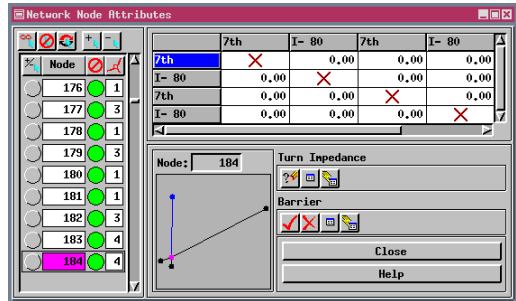 Network Node Attributes
7th I- 80 7th I- 80
7th 0.00 0.00 0.00
I- 80 0.00 0.00 0.00
7th 0.00 0.00 0.00
I- 80 0.00 0.00 0.00
Node
176 1
177 3
178 1
179 3
180 1
181 1
182 3
183 4
184 4
Node: 184
Turn Impedance
Barrier
Close
Help